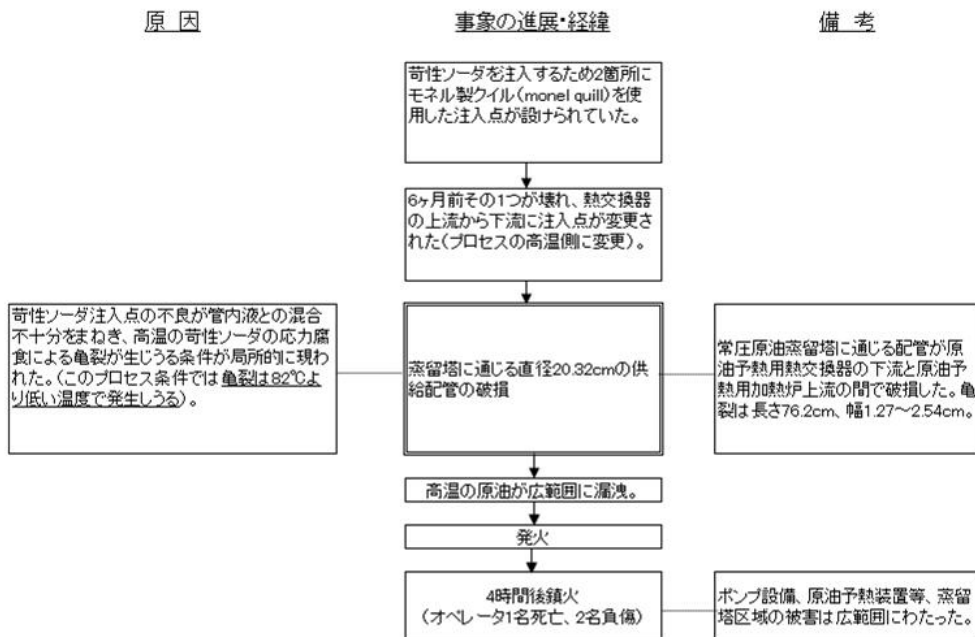 原 因
事象の進展・経緯
備 考
苛性ソーダを注入するため2箇所に
モネル製クイル(monel quill)を使
用した注入点が設けられていた。
6ヶ月前その1つが壊れ、熱交換器
の上流から下流に注入点が変更さ
れた(プロセスの高温側に変更)。
苛性ソーダ注入点の不良が管内液との混合
不十分をまねき、高温の苛性ソーダの応力腐
食による亀裂が生じうる条件が局所的に現わ
れた。(このプロセス条件では亀裂は82℃よ
り低い温度で発生しうる)。
蒸留塔に通じる直径20.32cmの供
給配管の破損
常圧原油蒸留塔に通じる配管が原
油予熱用熱交換器の下流と原油予
熱用加熱炉上流の間で破損した。亀
裂は長さ76.2cm、幅1.27～2.54cm。
高温の原油が広範囲に漏洩。
発火
4時間後鎮火
(オペレータ1名死亡、2名負傷)
ポンプ設備、原油予熱装置等、蒸留
塔区域の被害は広範囲にわたった。